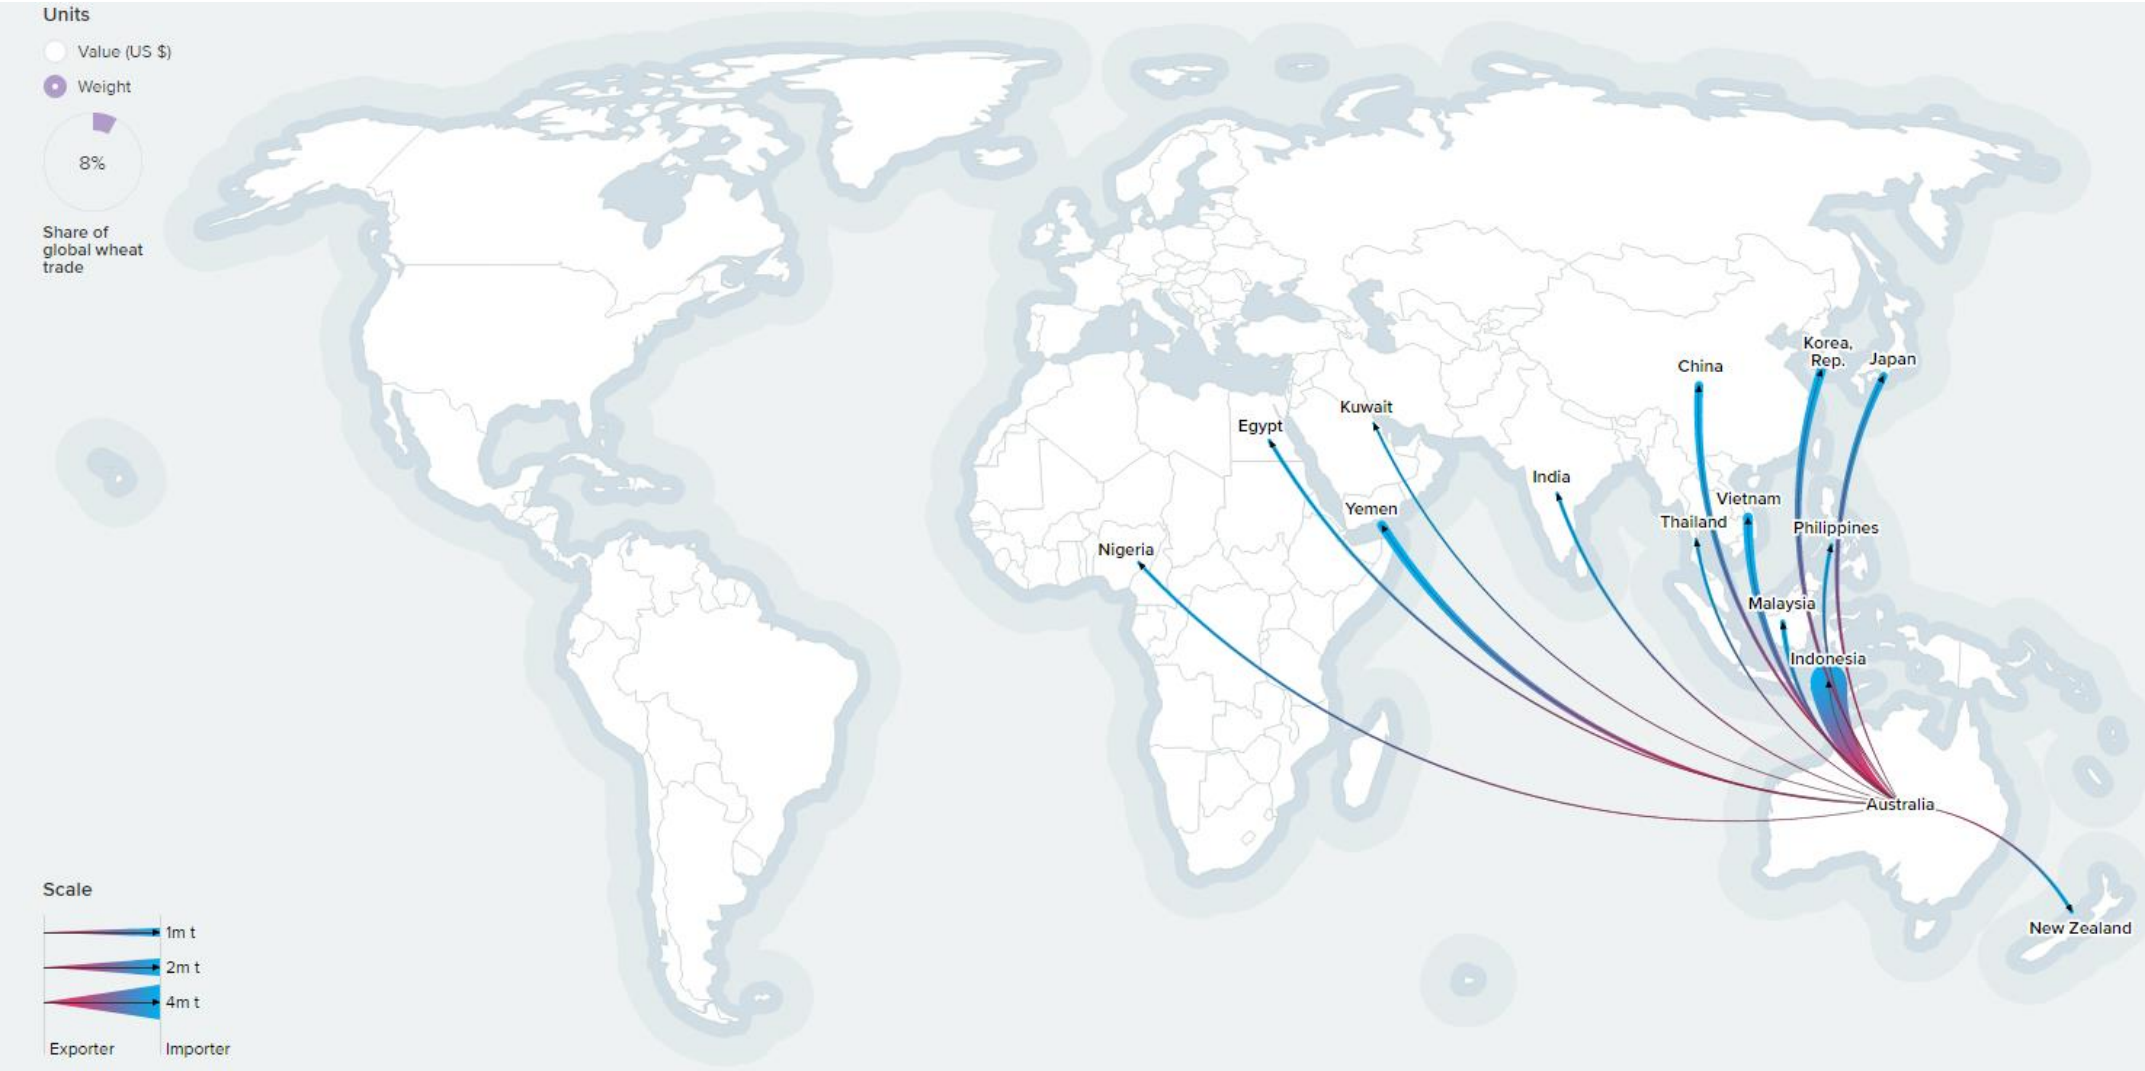 Units
Value (US $)
Weight
8%
Share of
global wheat
trade
Korea,
Rep.
Japan
China
Kuwait
Egypt
India
Vietnam
Yemen
Thailand
Philippines
Nigeria
Malaysia
Indonesia
Australia
New Zealand
Scale
1m t
2m t
4m t
Exporter
Importer